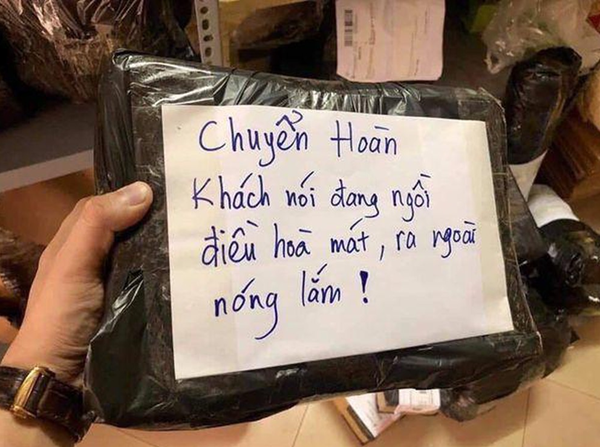 Chuyển Hoàn
Khách nói đang ngồi
điều hoà mát, ra ngoài
nóng lắm !